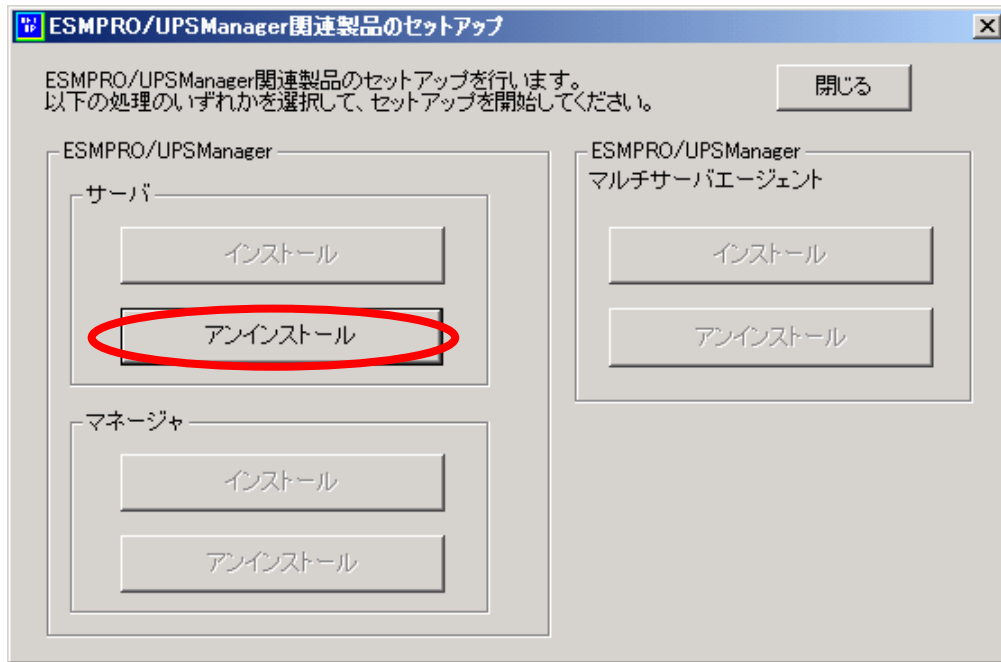 ESMPRO/UPSManager関連製品のセットアップ
ESMPRO/UPSManager関連製品のセットアップを行います。
以下の処理のいずれかを選択して、セットアップを開始してください。
閉じる
ESMPRO/UPSManager
サーバ
インストール
アンインストール
マネージャ
インストール
アンインストール
ESMPRO/UPSManager
マルチサーバエージェント
インストール
アンインストール